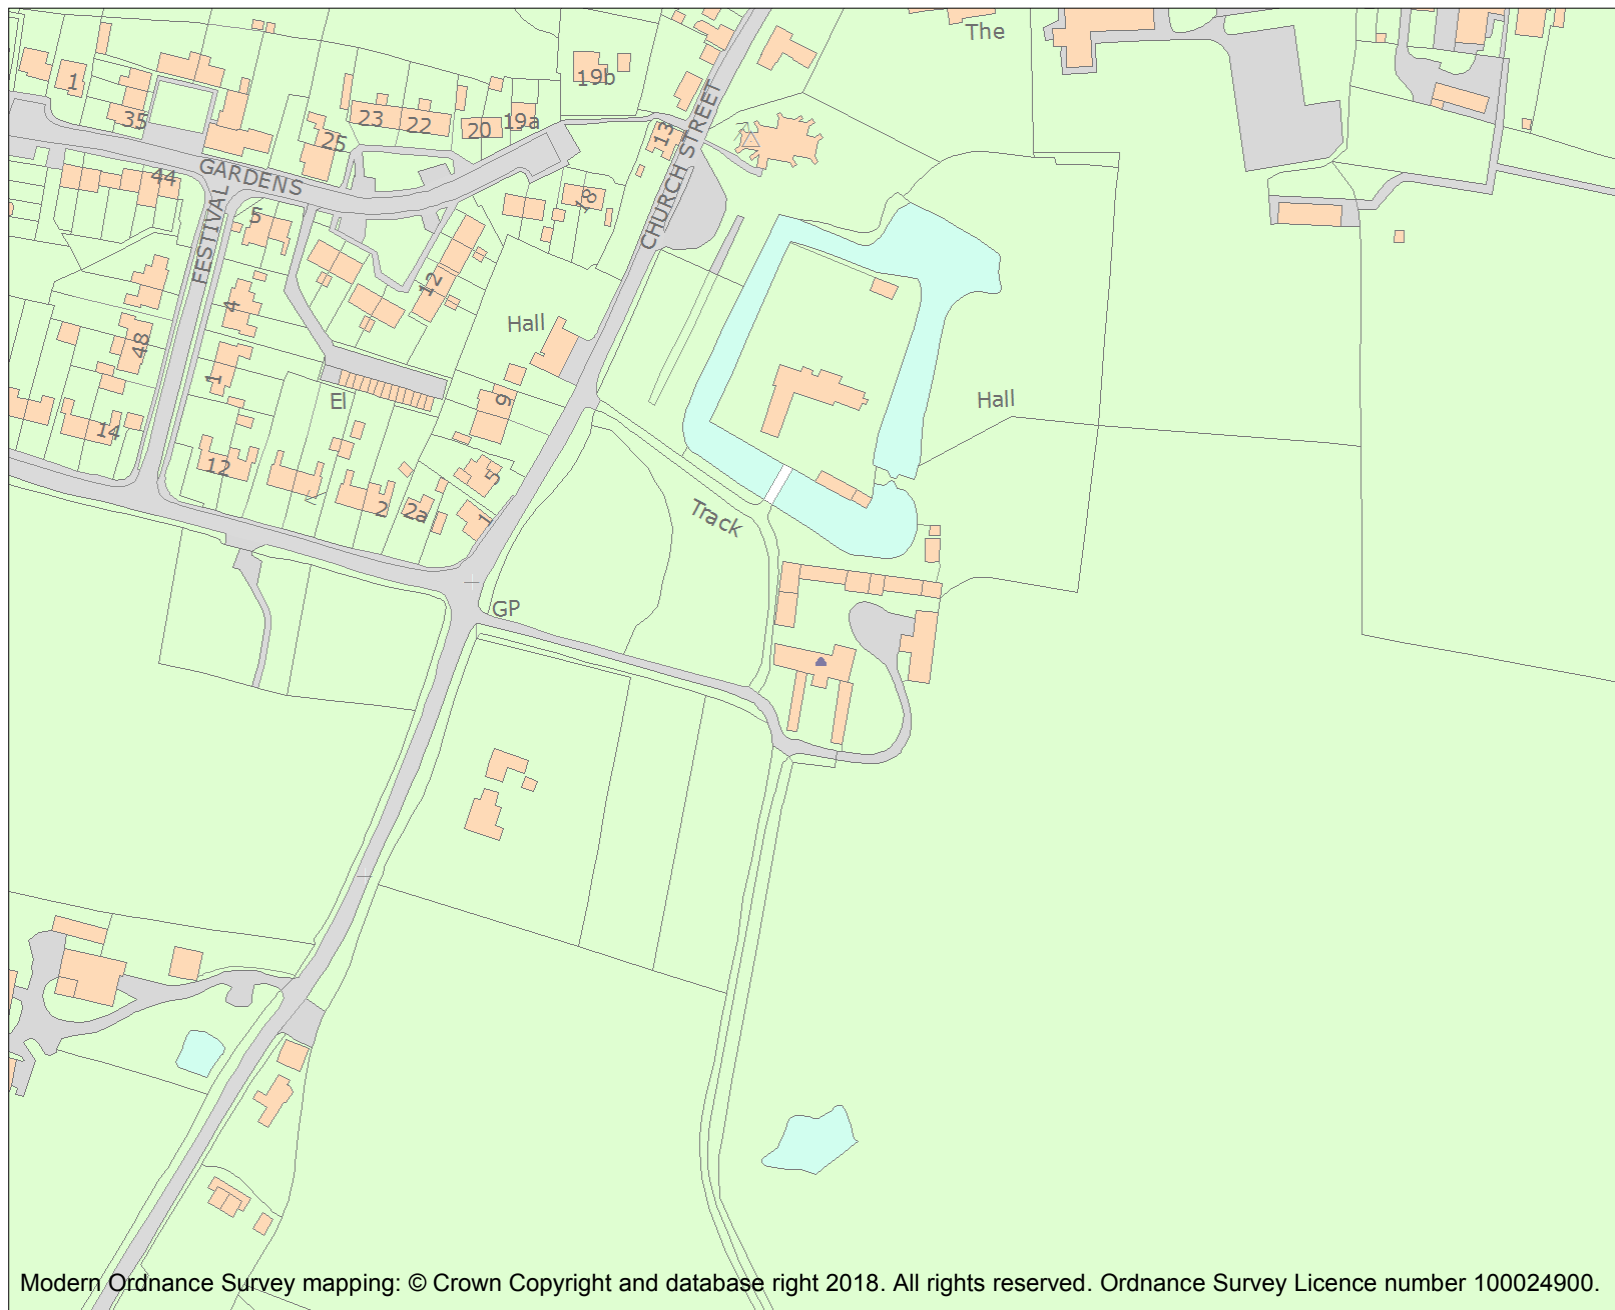 The
19b
1
35
23
22
20
19a
13
25
CHURCH STREET
GARDENS
44
18
5
FESTIVAL
12
4
Hall
48
1
El
9
Hall
14
12
5
2
2a
1
Track
GP
Modern Ordnance Survey mapping: © Crown Copyright and database right 2018. All rights reserved. Ordnance Survey Licence number 100024900.